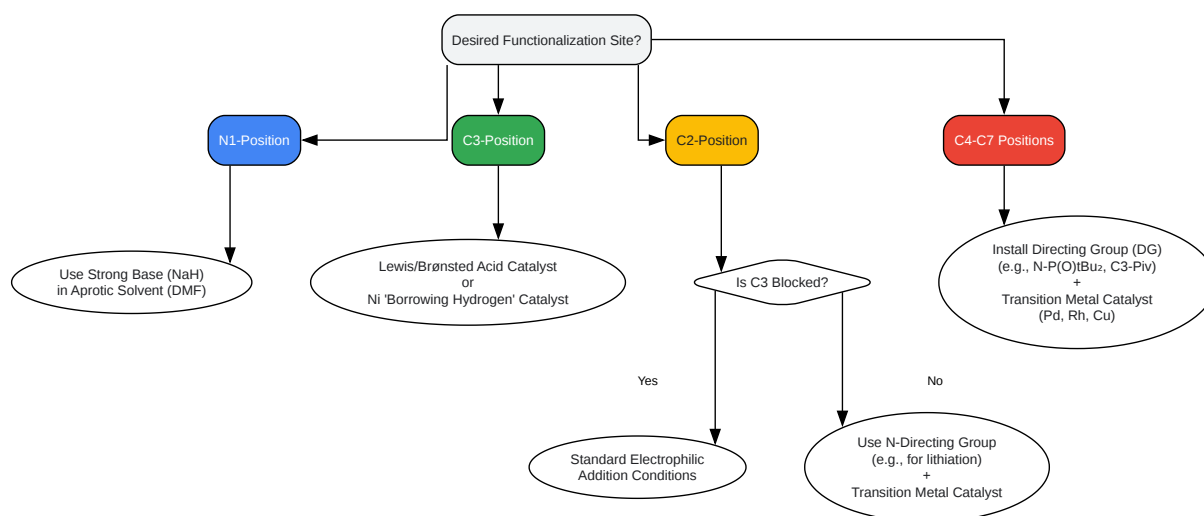 Desired Functionalization Site?
N1-Position
C3-Position
C2-Position
C4-C7 Positions
Use Strong Base (NaH)
in Aprotic Solvent (DMF)
Lewis/Brønsted Acid Catalyst
or
Ni 'Borrowing Hydrogen' Catalyst
Is C3 Blocked?
Install Directing Group (DG)
(e.g., N-P(O)tBu₂, C3-Piv)
+
Transition Metal Catalyst
(Pd, Rh, Cu)
Yes
No
Standard Electrophilic
Addition Conditions
Use N-Directing Group
(e.g., for lithiation)
+
Transition Metal Catalyst